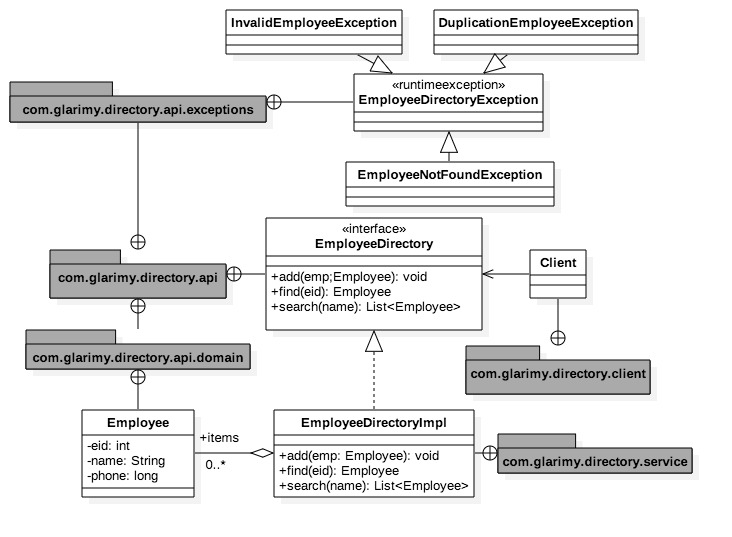 InvalidEmployeeException
DuplicationEmployeeException
«runtimeexception»
EmployeeDirectoryException
com.glarimy.directory.api.exceptions
EmployeeNotFoundException
«interface»
EmployeeDirectory
+add(emp;Employee): void
+find(eid): Employee
+search(name): List<Employee>
Client
com.glarimy.directory.api
com.glarimy.directory.api.domain
com.glarimy.directory.client
Employee
-eid: int
-name: String
-phone: long
+items
0..*
EmployeeDirectoryImpl
+add(emp: Employee): void
+find(eid): Employee
+search(name): List<Employee>
com.glarimy.directory.service